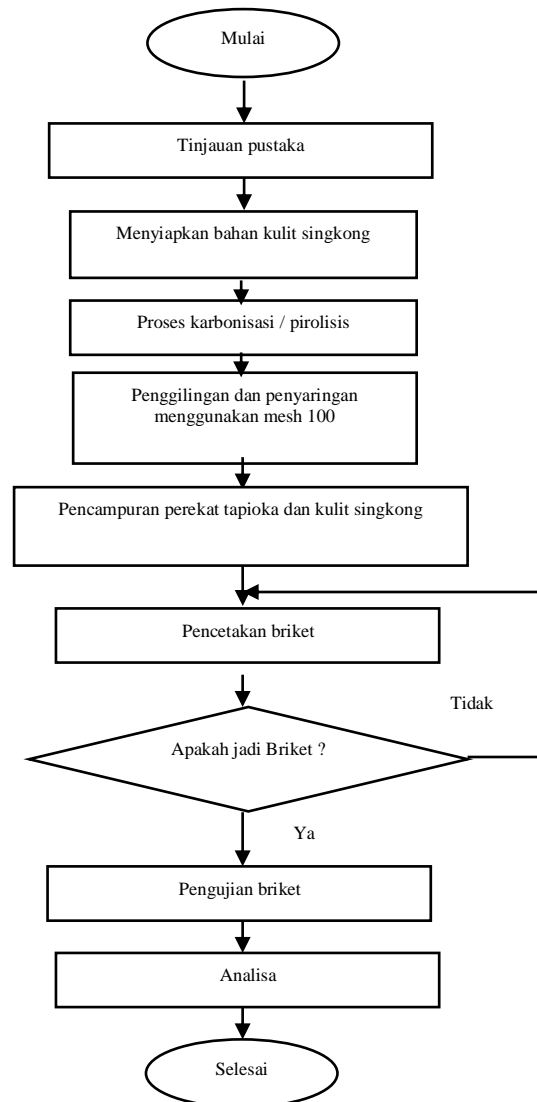 Mulai
Tinjauan pustaka
Menyiapkan bahan kulit singkong
Proses karbonisasi / pirolisis
Penggilingan dan penyaringan
menggunakan mesh 100
Pencampuran perekat tapioka dan kulit singkong
Pencetakan briket
Tidak
Apakah jadi Briket ?
Ya
Pengujian briket
Analisa
Selesai